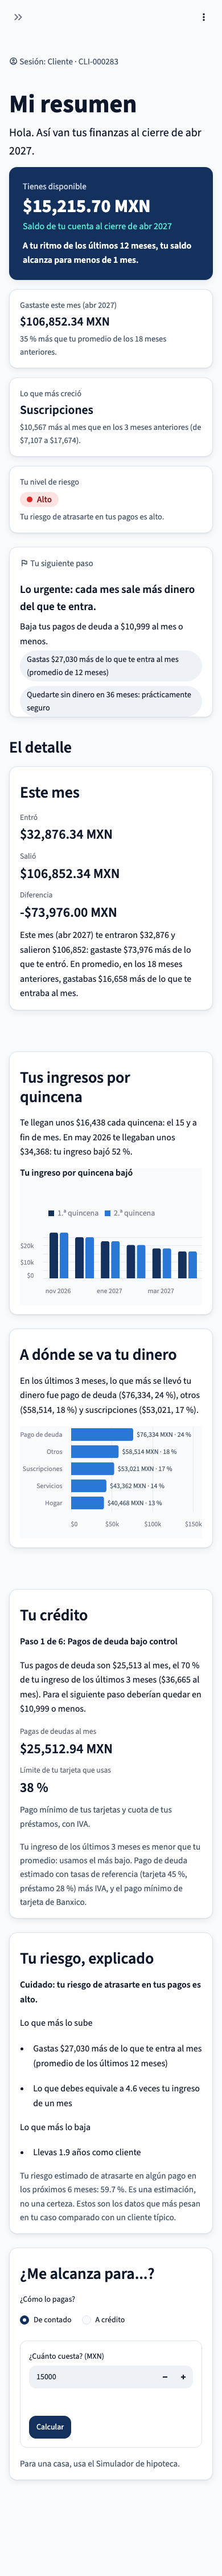 Sesión: Cliente · CLI-000283
Mi resumen
Hola. Así van tus finanzas al cierre de abr
2027.
Tienes disponible
$15,215.70 MXN
Saldo de tu cuenta al cierre de abr 2027
A tu ritmo de los últimos 12 meses, tu saldo
alcanza para menos de 1 mes.
Gastaste este mes (abr 2027)
$106,852.34 MXN
35 % más que tu promedio de los 18 meses
anteriores.
Lo que más creció
Suscripciones
$10,567 más al mes que en los 3 meses anteriores (de
$7,107 a $17,674).
Tu nivel de riesgo
Alto
Tu riesgo de atrasarte en tus pagos es alto.
Tu siguiente paso
Lo urgente: cada mes sale más dinero
del que te entra.
Baja tus pagos de deuda a $10,999 al mes o
menos.
Gastas $27,030 más de lo que te entra al mes
(promedio de 12 meses)
Quedarte sin dinero en 36 meses: prácticamente
seguro
El detalle
Este mes
Entró
$32,876.34 MXN
Salió
$106,852.34 MXN
Diferencia
-$73,976.00 MXN
Este mes (abr 2027) te entraron $32,876 y
salieron $106,852: gastaste $73,976 más de lo
que te entró. En promedio, en los 18 meses
anteriores, gastabas $16,658 más de lo que te
entraba al mes.
Tus ingresos por
quincena
Te llegan unos $16,438 cada quincena: el 15 y a
fin de mes. En may 2026 te llegaban unos
$34,368: tu ingreso bajó 52 %.
Tu ingreso por quincena bajó
1.ª quincena
2.ª quincena
$20k
$10k
$0
nov 2026
ene 2027
mar 2027
A dónde se va tu dinero
En los últimos 3 meses, lo que más se llevó tu
dinero fue pago de deuda ($76,334, 24 %), otros
($58,514, 18 %) y suscripciones ($53,021, 17 %).
Pago de deuda
$76,334 MXN · 24 %
Otros
$58,514 MXN · 18 %
Suscripciones
$53,021 MXN · 17 %
Servicios
$43,362 MXN · 14 %
Hogar
$40,468 MXN · 13 %
$0
$50k
$100k
$150k
Tu crédito
Paso 1 de 6: Pagos de deuda bajo control
Tus pagos de deuda son $25,513 al mes, el 70 %
de tu ingreso de los últimos 3 meses ($36,665 al
mes). Para el siguiente paso deberían quedar en
$10,999 o menos.
Pagas de deudas al mes
$25,512.94 MXN
Límite de tu tarjeta que usas
38 %
Pago mínimo de tus tarjetas y cuota de tus
préstamos, con IVA.
Tu ingreso de los últimos 3 meses es menor que tu
promedio: usamos el más bajo. Pago de deuda
estimado con tasas de referencia (tarjeta 45 %,
préstamo 28 %) más IVA, y el pago mínimo de
tarjeta de Banxico.
Tu riesgo, explicado
Cuidado: tu riesgo de atrasarte en tus pagos es
alto.
Lo que más lo sube
• Gastas $27,030 más de lo que te entra al mes
(promedio de los últimos 12 meses)
• Lo que debes equivale a 4.6 veces tu ingreso
de un mes
Lo que más lo baja
• Llevas 1.9 años como cliente
Tu riesgo estimado de atrasarte en algún pago en
los próximos 6 meses: 59.7 %. Es una estimación,
no una certeza. Estos son los datos que más pesan
en tu caso comparado con un cliente típico.
¿Me alcanza para...?
¿Cómo lo pagas?
De contado
A crédito
¿Cuánto cuesta? (MXN)
15000
Calcular
Para una casa, usa el Simulador de hipoteca.